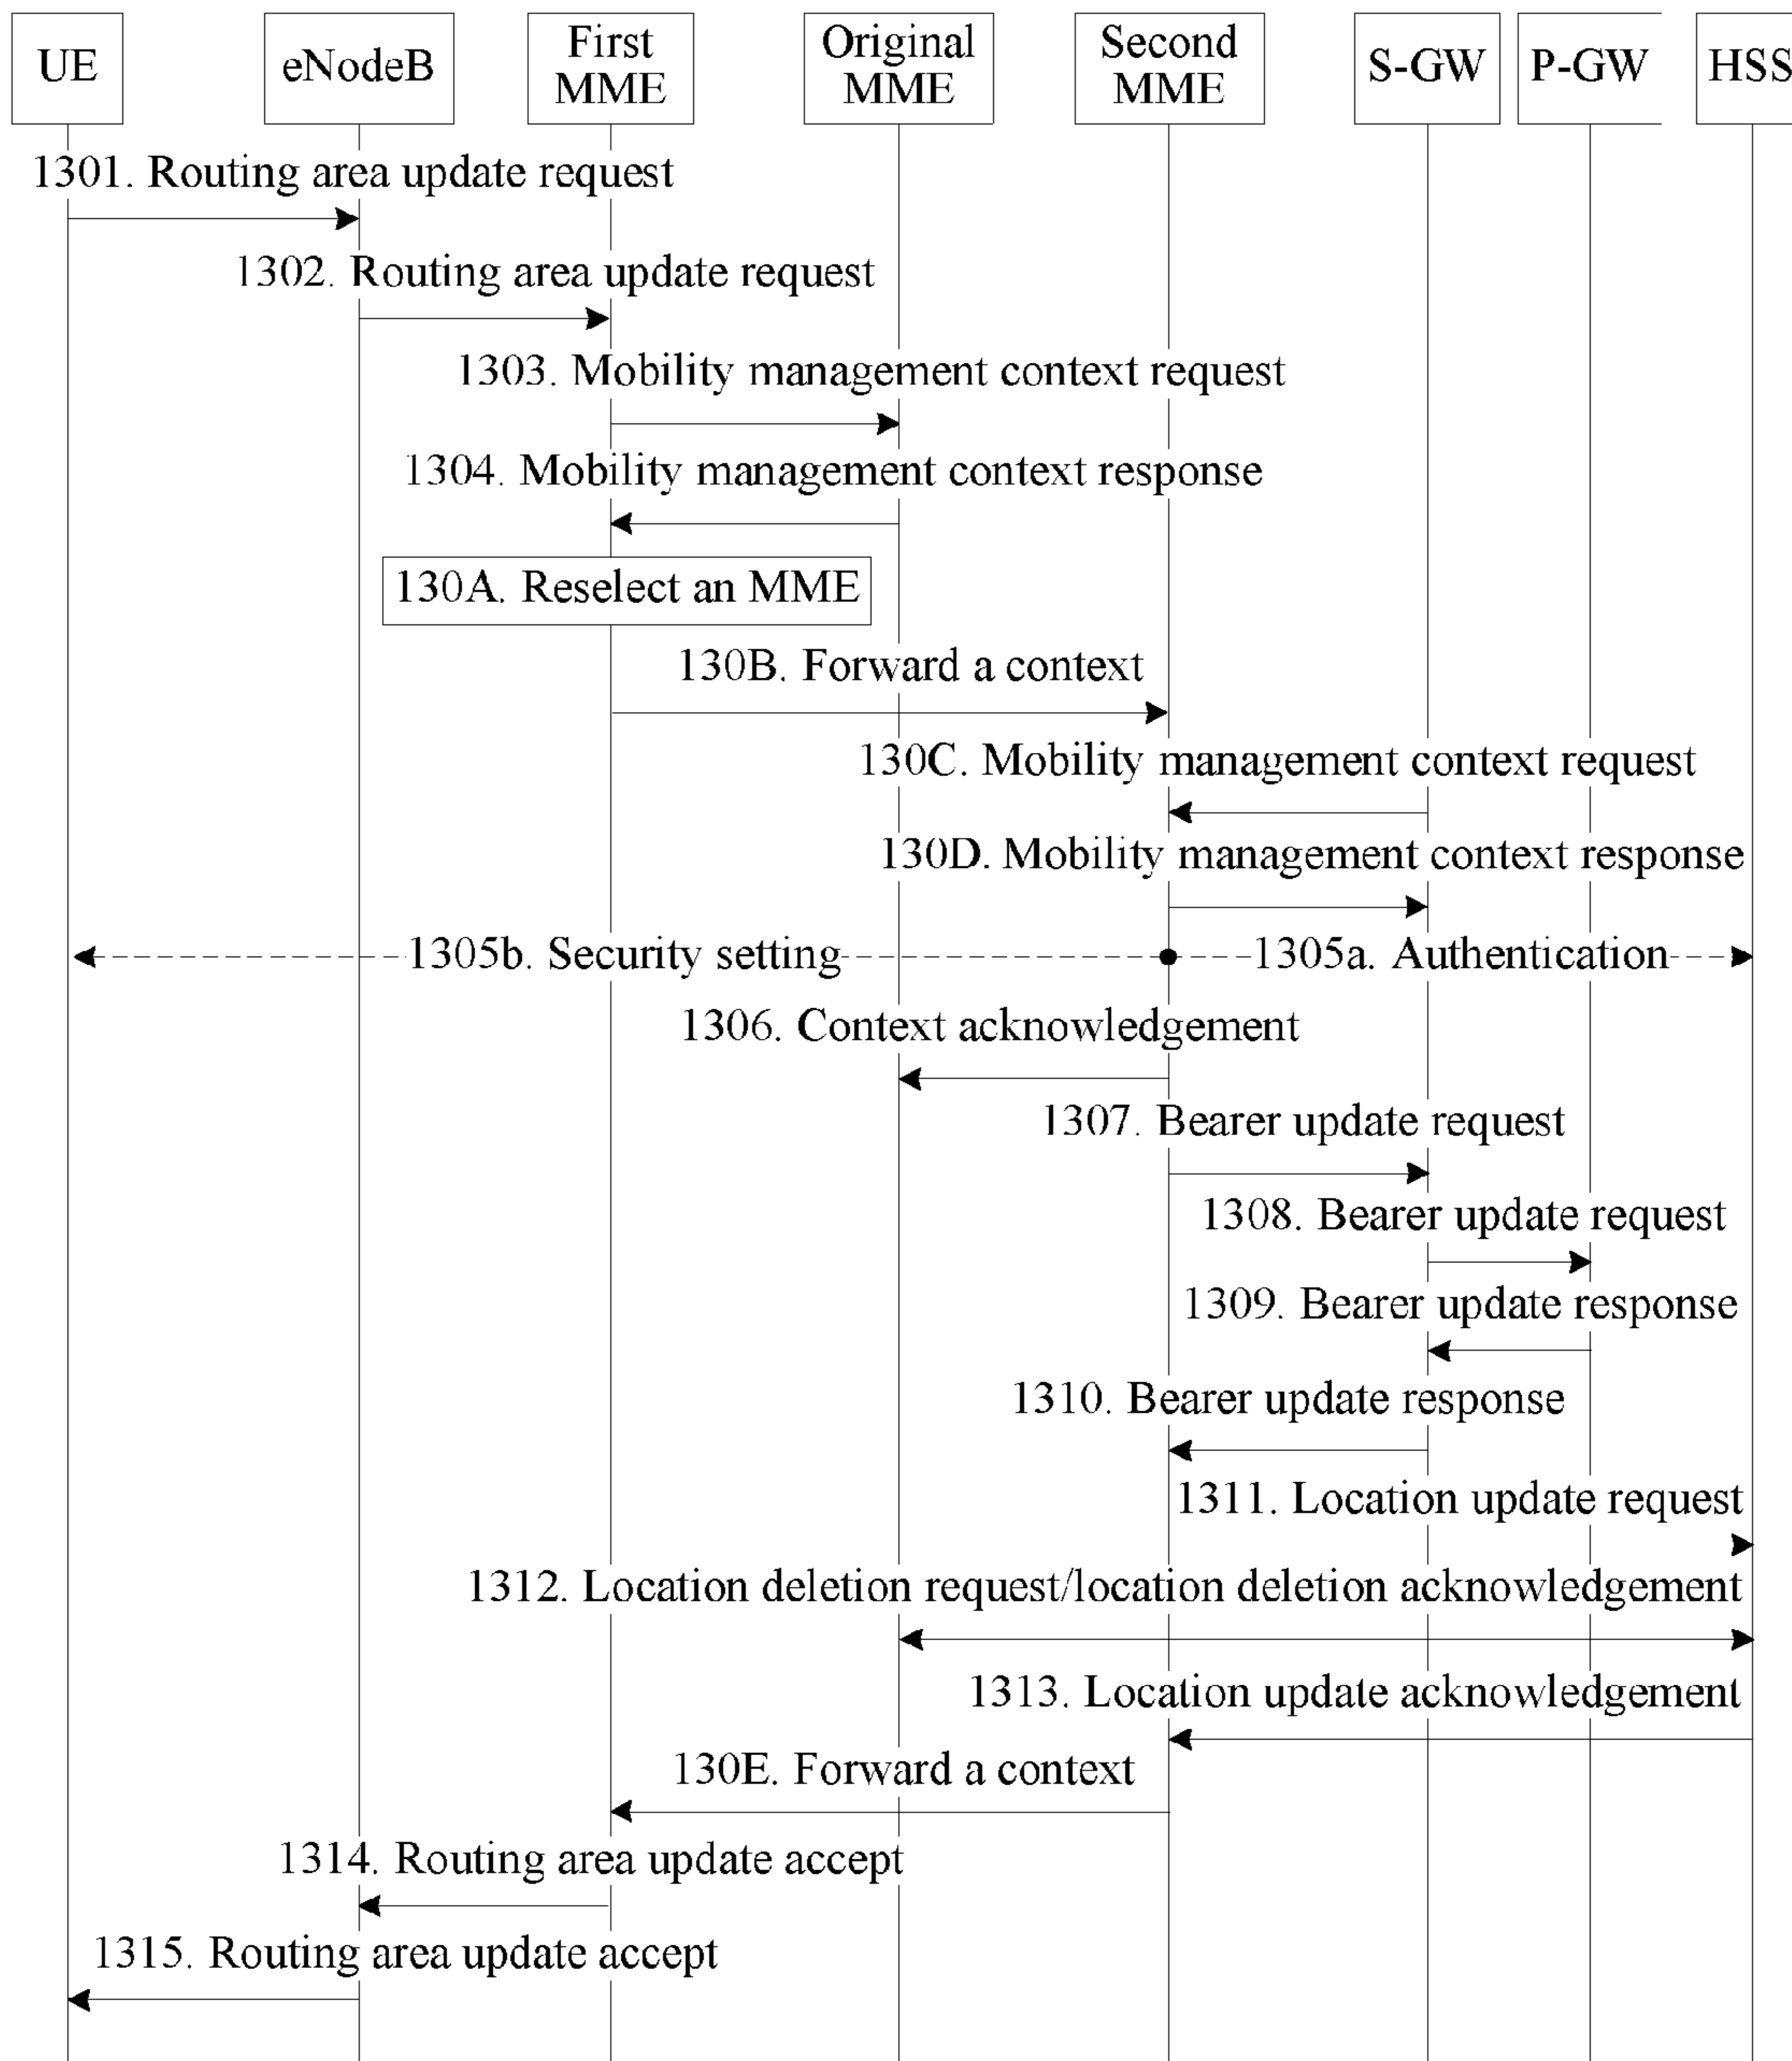 UE
eNodeB
First
MME
Original
MME
Second
MME
S-GW
P-GW
HSS
1301. Routing area update request
1302. Routing area update request
1303. Mobility management context request
1304. Mobility management context response
130A. Reselect an MME
130B. Forward a context
130C. Mobility management context request
130D. Mobility management context response
1305b. Security setting
1305a. Authentication
1306. Context acknowledgement
1307. Bearer update request
1308. Bearer update request
1309. Bearer update response
1310. Bearer update response
1311. Location update request
1312. Location deletion request/location deletion acknowledgement
1313. Location update acknowledgement
130E. Forward a context
1314. Routing area update accept
1315. Routing area update accept